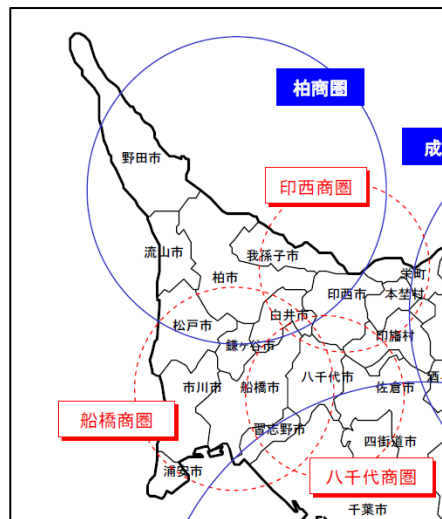 柏商圏
成
野田市
印西商圏
流山市
我孫子市
柏市
栄町
印西市
本埜村
白井市
松戸市
印旛村
鎌ヶ谷市
八千代市
酒
市川市
船橋市
佐倉市
船橋商圏
習志野市
四街道市
浦安市
八千代商圏
千葉市